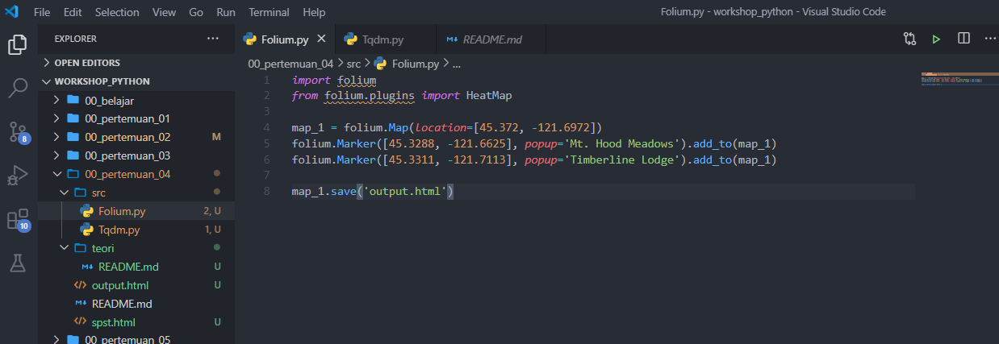 File Edit Selection View Go Run Terminal Help Folium.py - workshop_python - Visual Studio Code
EXPLORER ...
OPEN EDITORS
WORKSHOP_PYTHON
00_belajar
00_pertemuan_01
00_pertemuan_02 M
00_pertemuan_03
00_pertemuan_04
src
Folium.py 2, U
Tqdm.py 1, U
teori
README.md U
output.html U
README.md
spst.html U
00_pertemuan_05
8
10
Folium.py Tqdm.py README.md
00_pertemuan_04 > src > Folium.py > ...
1 import folium
2 from folium.plugins import HeatMap
3
4 map_1 = folium.Map(location=[45.372, -121.6972])
5 folium.Marker([45.3288, -121.6625], popup='Mt. Hood Meadows').add_to(map_1)
6 folium.Marker([45.3311, -121.7113], popup='Timberline Lodge').add_to(map_1)
7
8 map_1.save('output.html')